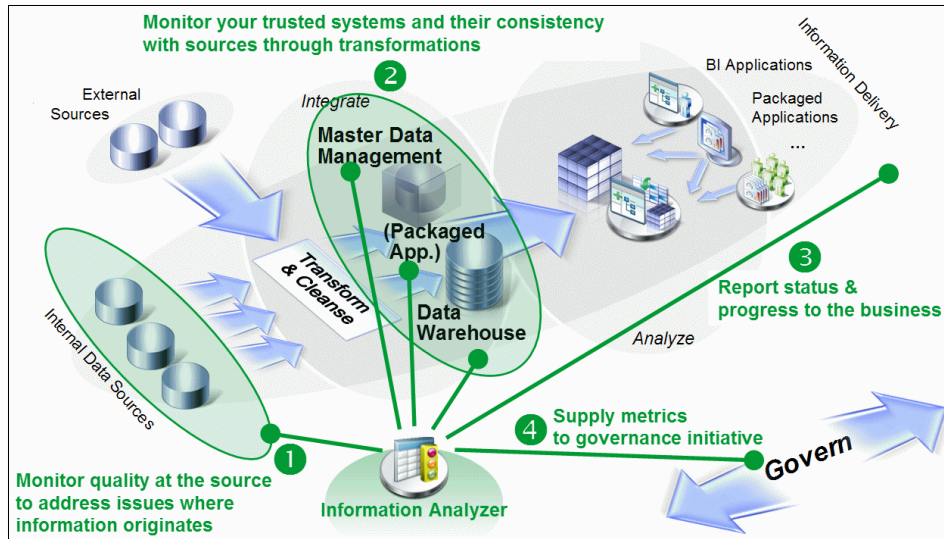 Monitor your trusted systems and their consistency
with sources through transformations
2
External
Sources
Integrate
Master Data
Management
(Packaged
App.)
Data
Warehouse
Transform
& Cleanse
Internal Data Sources
BI Applications
Packaged
Applications
...
Information Delivery
3
Report status &
progress to the business
Analyze
4
Supply metrics
to governance initiative
Govern
1
Monitor quality at the source
to address issues where
information originates
Information Analyzer